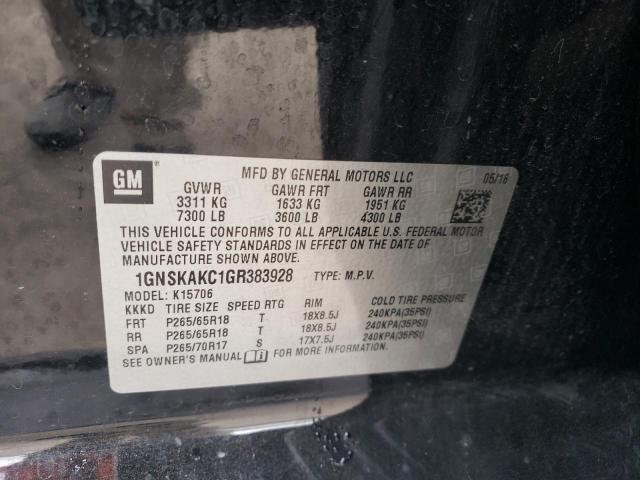 GM ®
MFD BY GENERAL MOTORS LLC 05/16
GVWR GAWR FRT GAWR RR
3311 KG 1633 KG 1951 KG
7300 LB 3600 LB 4300 LB
THIS VEHICLE CONFORMS TO ALL APPLICABLE U.S. FEDERAL MOTOR
VEHICLE SAFETY STANDARDS IN EFFECT ON THE DATE OF
MANUFACTURE SHOWN ABOVE.
1GNSKAKC1GR383928 TYPE: M.P.V.
MODEL: K15706
KKKD TIRE SIZE SPEED RTG RIM COLD TIRE PRESSURE
FRT P265/65R18 T 18X8.5J 240KPA(35PSI)
RR P265/65R18 T 18X8.5J 240KPA(35PSI)
SPA P265/70R17 S 17X7.5J 240KPA(35PSI)
SEE OWNER'S MANUAL FOR MORE INFORMATION.